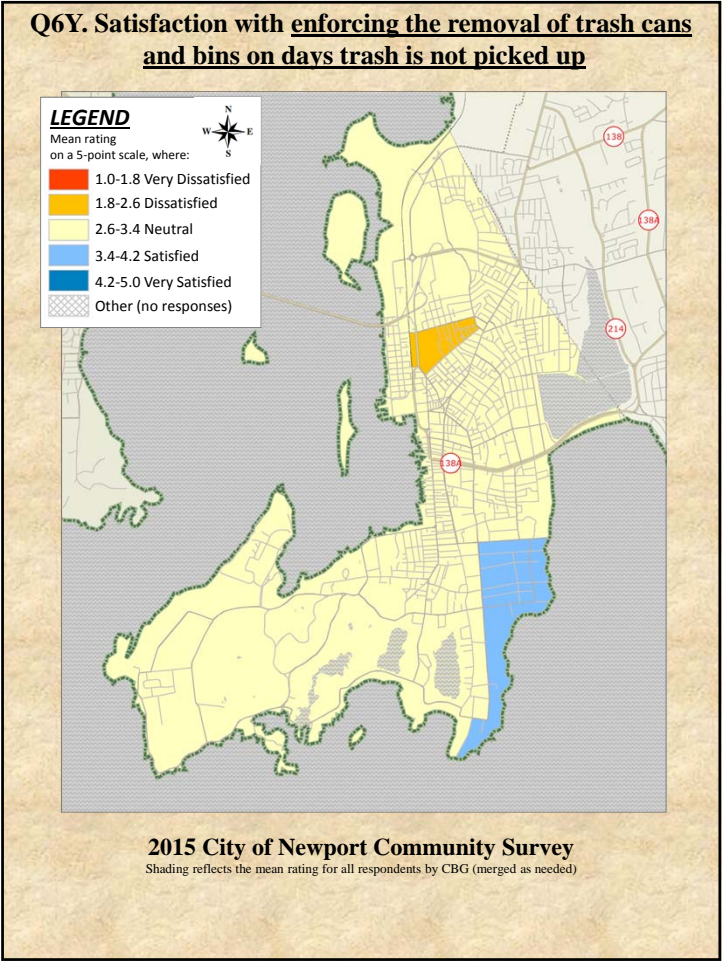 Q6Y. Satisfaction with enforcing the removal of trash cans
and bins on days trash is not picked up
LEGEND
Mean rating
on a 5-point scale, where:
N
W E
S
1.0-1.8 Very Dissatisfied
1.8-2.6 Dissatisfied
2.6-3.4 Neutral
3.4-4.2 Satisfied
4.2-5.0 Very Satisfied
Other (no responses)
138
138A
214
138A
2015 City of Newport Community Survey
Shading reflects the mean rating for all respondents by CBG (merged as needed)